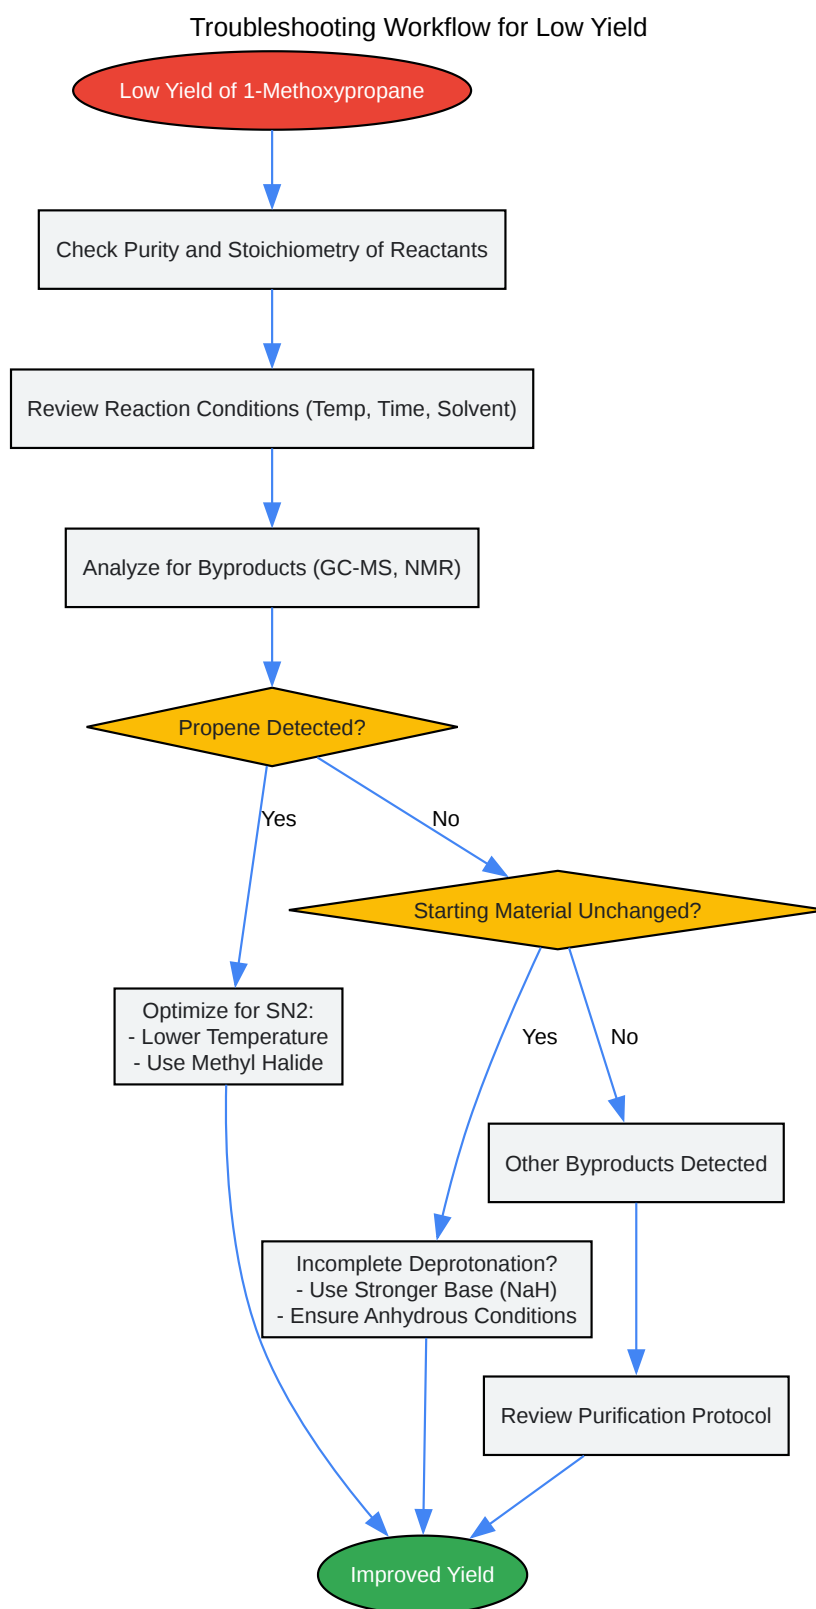 Troubleshooting Workflow for Low Yield
Low Yield of 1-Methoxypropane
Check Purity and Stoichiometry of Reactants
Review Reaction Conditions (Temp, Time, Solvent)
Analyze for Byproducts (GC-MS, NMR)
Propene Detected?
Yes
No
Starting Material Unchanged?
Optimize for SN2:
- Lower Temperature
- Use Methyl Halide
Yes
No
Other Byproducts Detected
Incomplete Deprotonation?
- Use Stronger Base (NaH)
- Ensure Anhydrous Conditions
Review Purification Protocol
Improved Yield